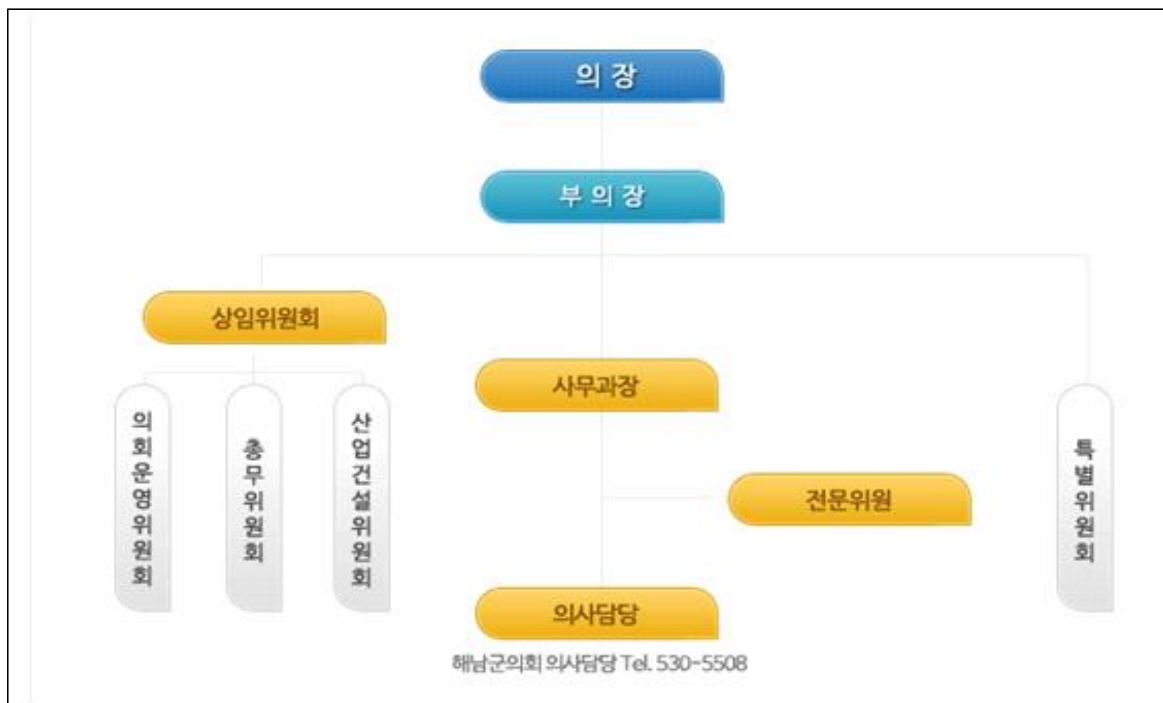 의 장
부 의 장
상임위원회
사무과장
의회운영위원회
총무위원회
산업건설위원회
특별위원회
전문위원
의사담당
해남군의회 의사담당 Tel. 530-5508